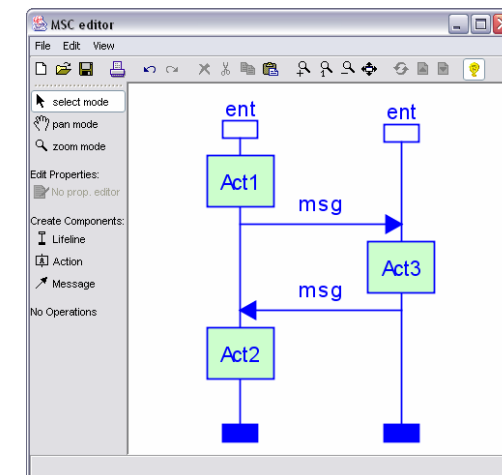 MSC editor
File Edit View
select mode
pan mode
zoom mode
Edit Properties:
No prop. editor
Create Components:
Lifeline
Action
Message
No Operations
ent
ent
Act1
msg
Act3
msg
Act2